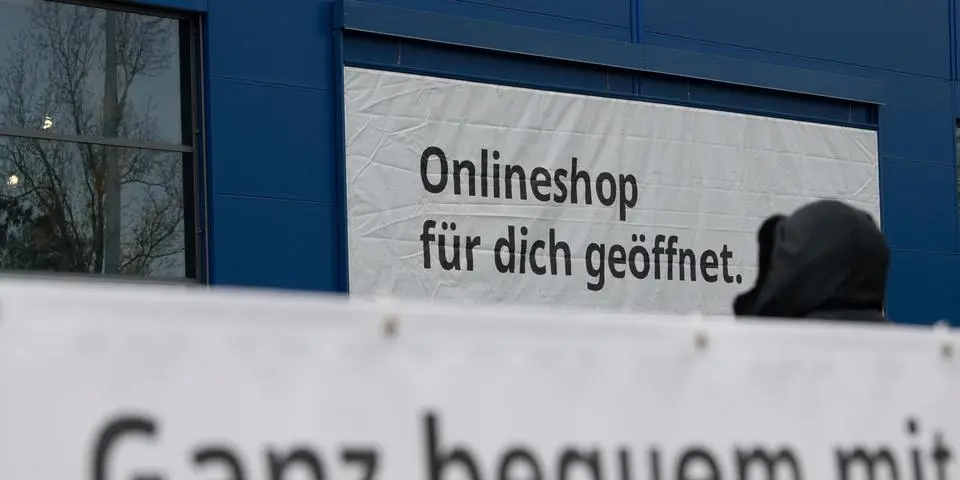 Onlineshop
für dich geöffnet.
Ganz bequem mit